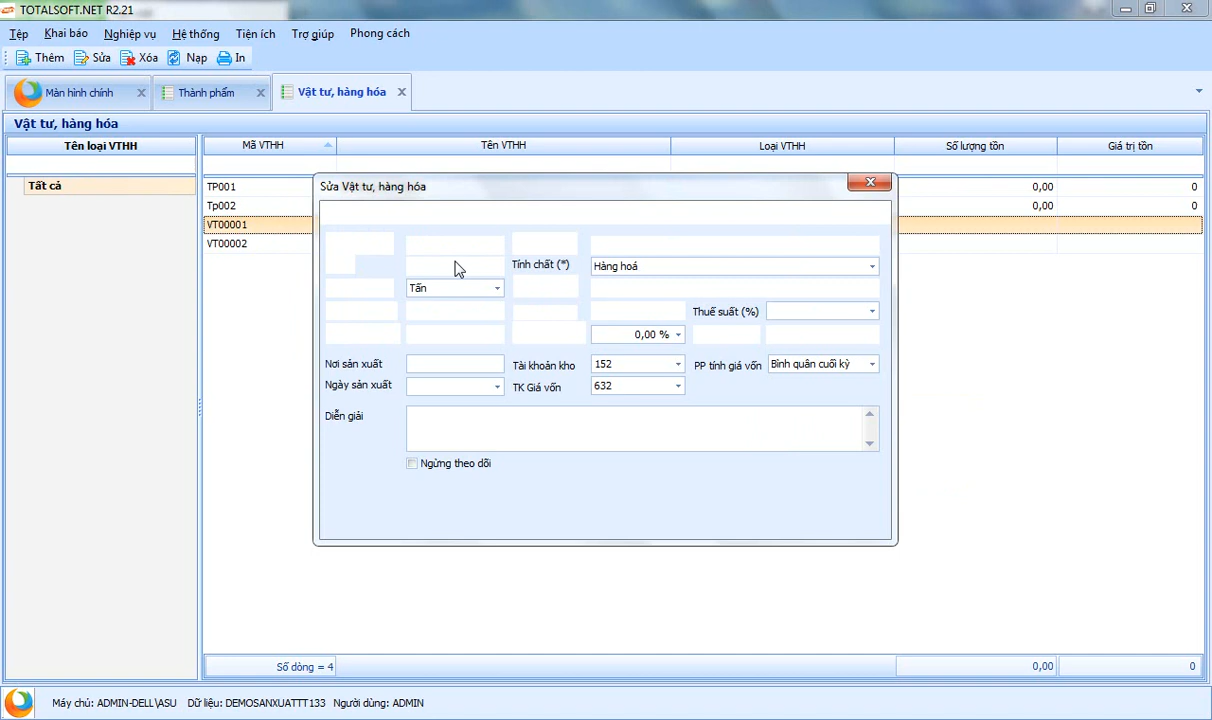 TOTALSOFT.NET R2.21
Tệp Khai báo Nghiệp vụ Hệ thống Tiện ích Trợ giúp Phong cách
Thêm Sửa Xóa Nạp In
Màn hình chính Thành phẩm Vật tư, hàng hóa
Vật tư, hàng hóa
Tên loại VTHH Mã VTHH Tên VTHH Loại VTHH Số lượng tồn Giá trị tồn
Tất cả
TP001 0,00 0
Tp002 0,00 0
VT00001
VT00002
Sửa Vật tư, hàng hóa
Tính chất (*) Hàng hoá
Tấn
Thuế suất (%)
0,00 %
Nơi sản xuất Tài khoản kho 152 PP tính giá vốn Bình quân cuối kỳ
Ngày sản xuất TK Giá vốn 632
Diễn giải
Ngừng theo dõi
Số dòng = 4 0,00 0
Máy chủ: ADMIN-DELL\ASU Dữ liệu: DEMOSANXUATTT133 Người dùng: ADMIN